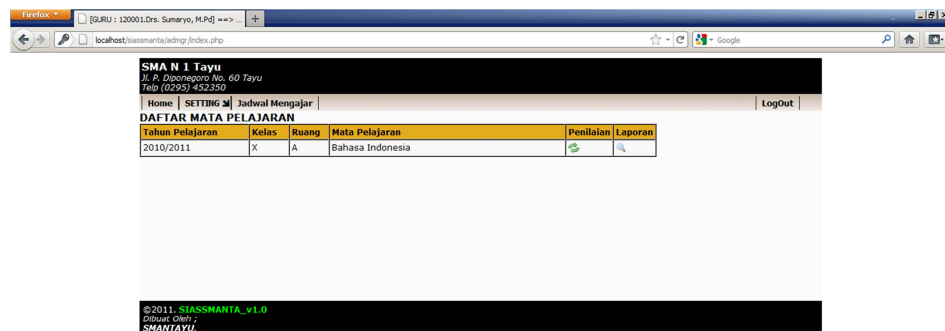 Firefox
[GURU : 120001.Drs. Sumaryo, M.Pd] ==> ...
localhost/siassmanta/admgr/index.php
Google
SMA N 1 Tayu
Jl. P. Diponegoro No. 60 Tayu
Telp (0295) 452350
Home SETTING Jadwal Mengajar LogOut
DAFTAR MATA PELAJARAN
Tahun Pelajaran Kelas Ruang Mata Pelajaran Penilaian Laporan
2010/2011 X A Bahasa Indonesia
©2011. SIASSMANTA_v1.0
Dibuat Oleh ;
SMANTAYU.